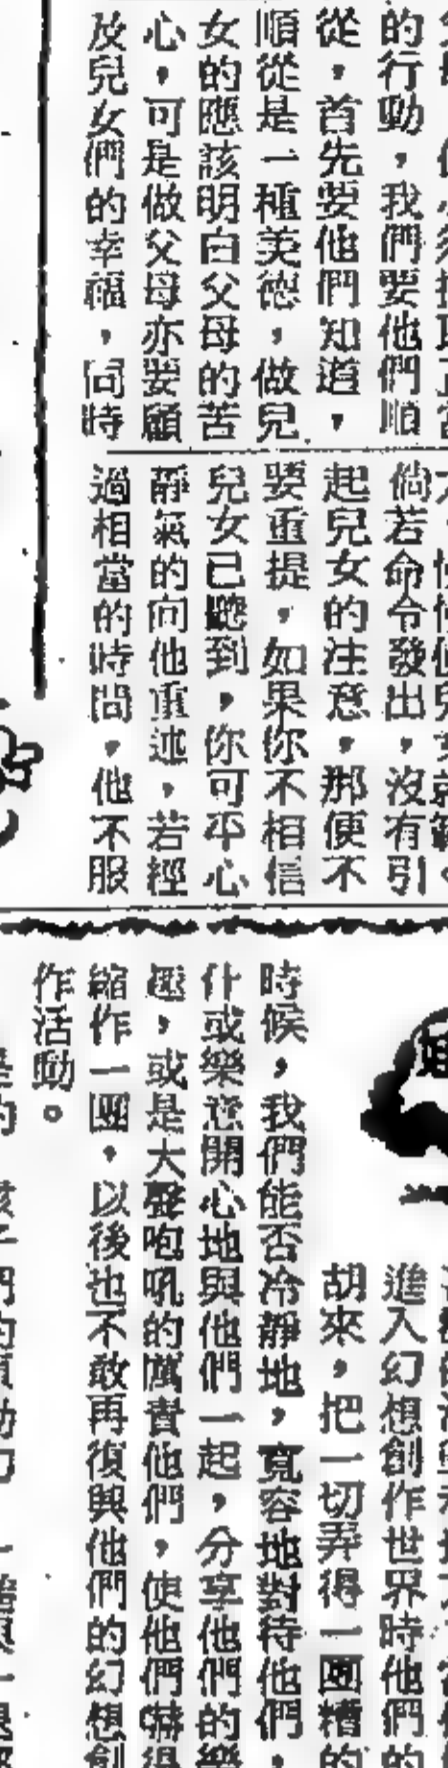 的行動，我們要他們順
從，首先要他們知道，
順從是一種美德，做兒
女的應該明白父母的苦
心，可是做父母亦要顧
及兒女們的幸福，同時
倘若命令發出，沒有引
起兒女的注意，那便不
要重提，如果你不相信
兒女已聽到，你可平心
靜氣的向他重述，若經
過相當的時間，他不服
進入幻想創作世界時他們的
胡來，把一切弄得一團糟的
時候，我們能否冷靜地，寬容地對待他們，
什或樂意開心地與他們一起，分享他們的樂
趣，或是大聲咆吼的厲責他們，使他們嚇得
縮作一團，以後也不敢再復興他們的幻想創
作活動。